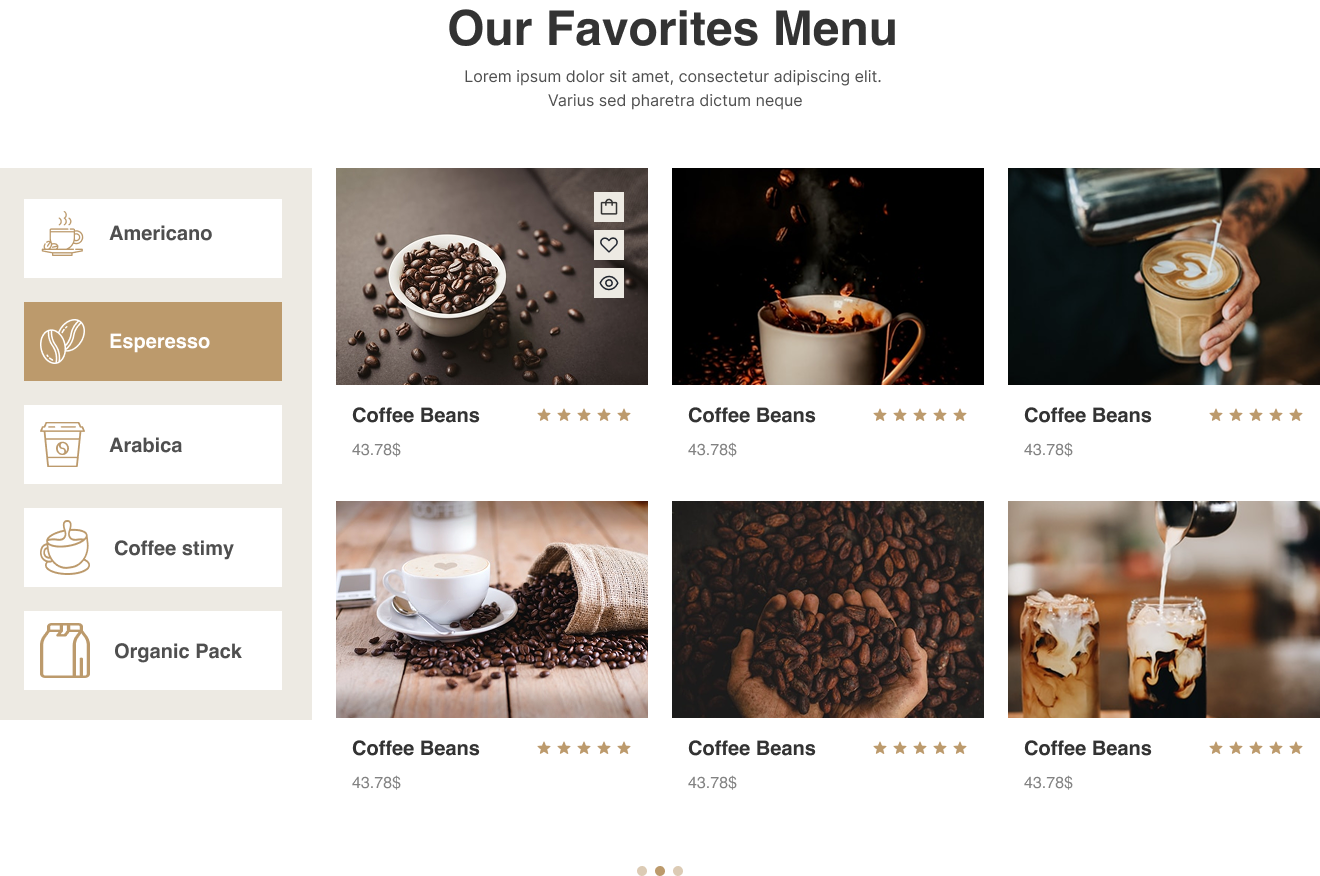 Our Favorites Menu
Lorem ipsum dolor sit amet, consectetur adipiscing elit.
Varius sed pharetra dictum neque
Americano
Esperesso
Arabica
Coffee stimy
Organic Pack
Coffee Beans
43.78$
Coffee Beans
43.78$
Coffee Beans
43.78$
COFFEE
Coffee Beans
43.78$
Coffee Beans
43.78$
Coffee Beans
43.78$